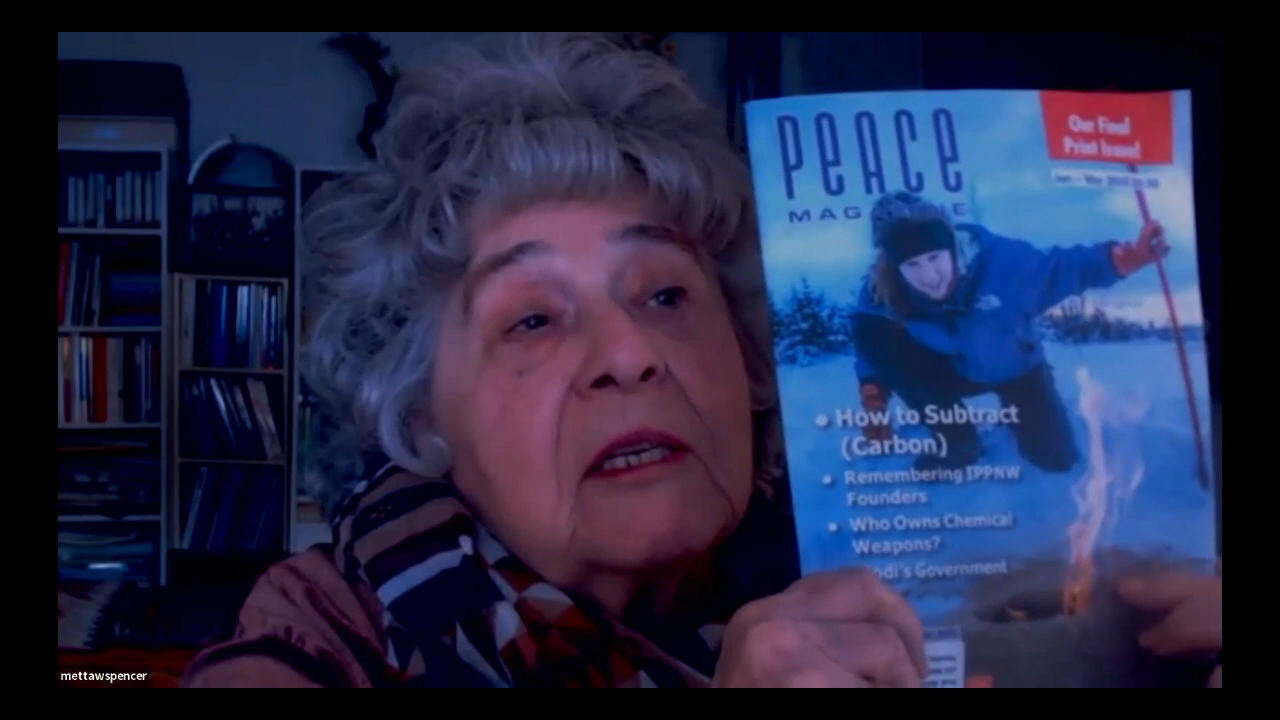 PEACE
MAGAZINE
Our Final
Print Issue!
• How to Subtract
(Carbon)
• Remembering IPPNW
Founders
• Who Owns Chemical
Weapons?
Modi's Government
mettawspencer